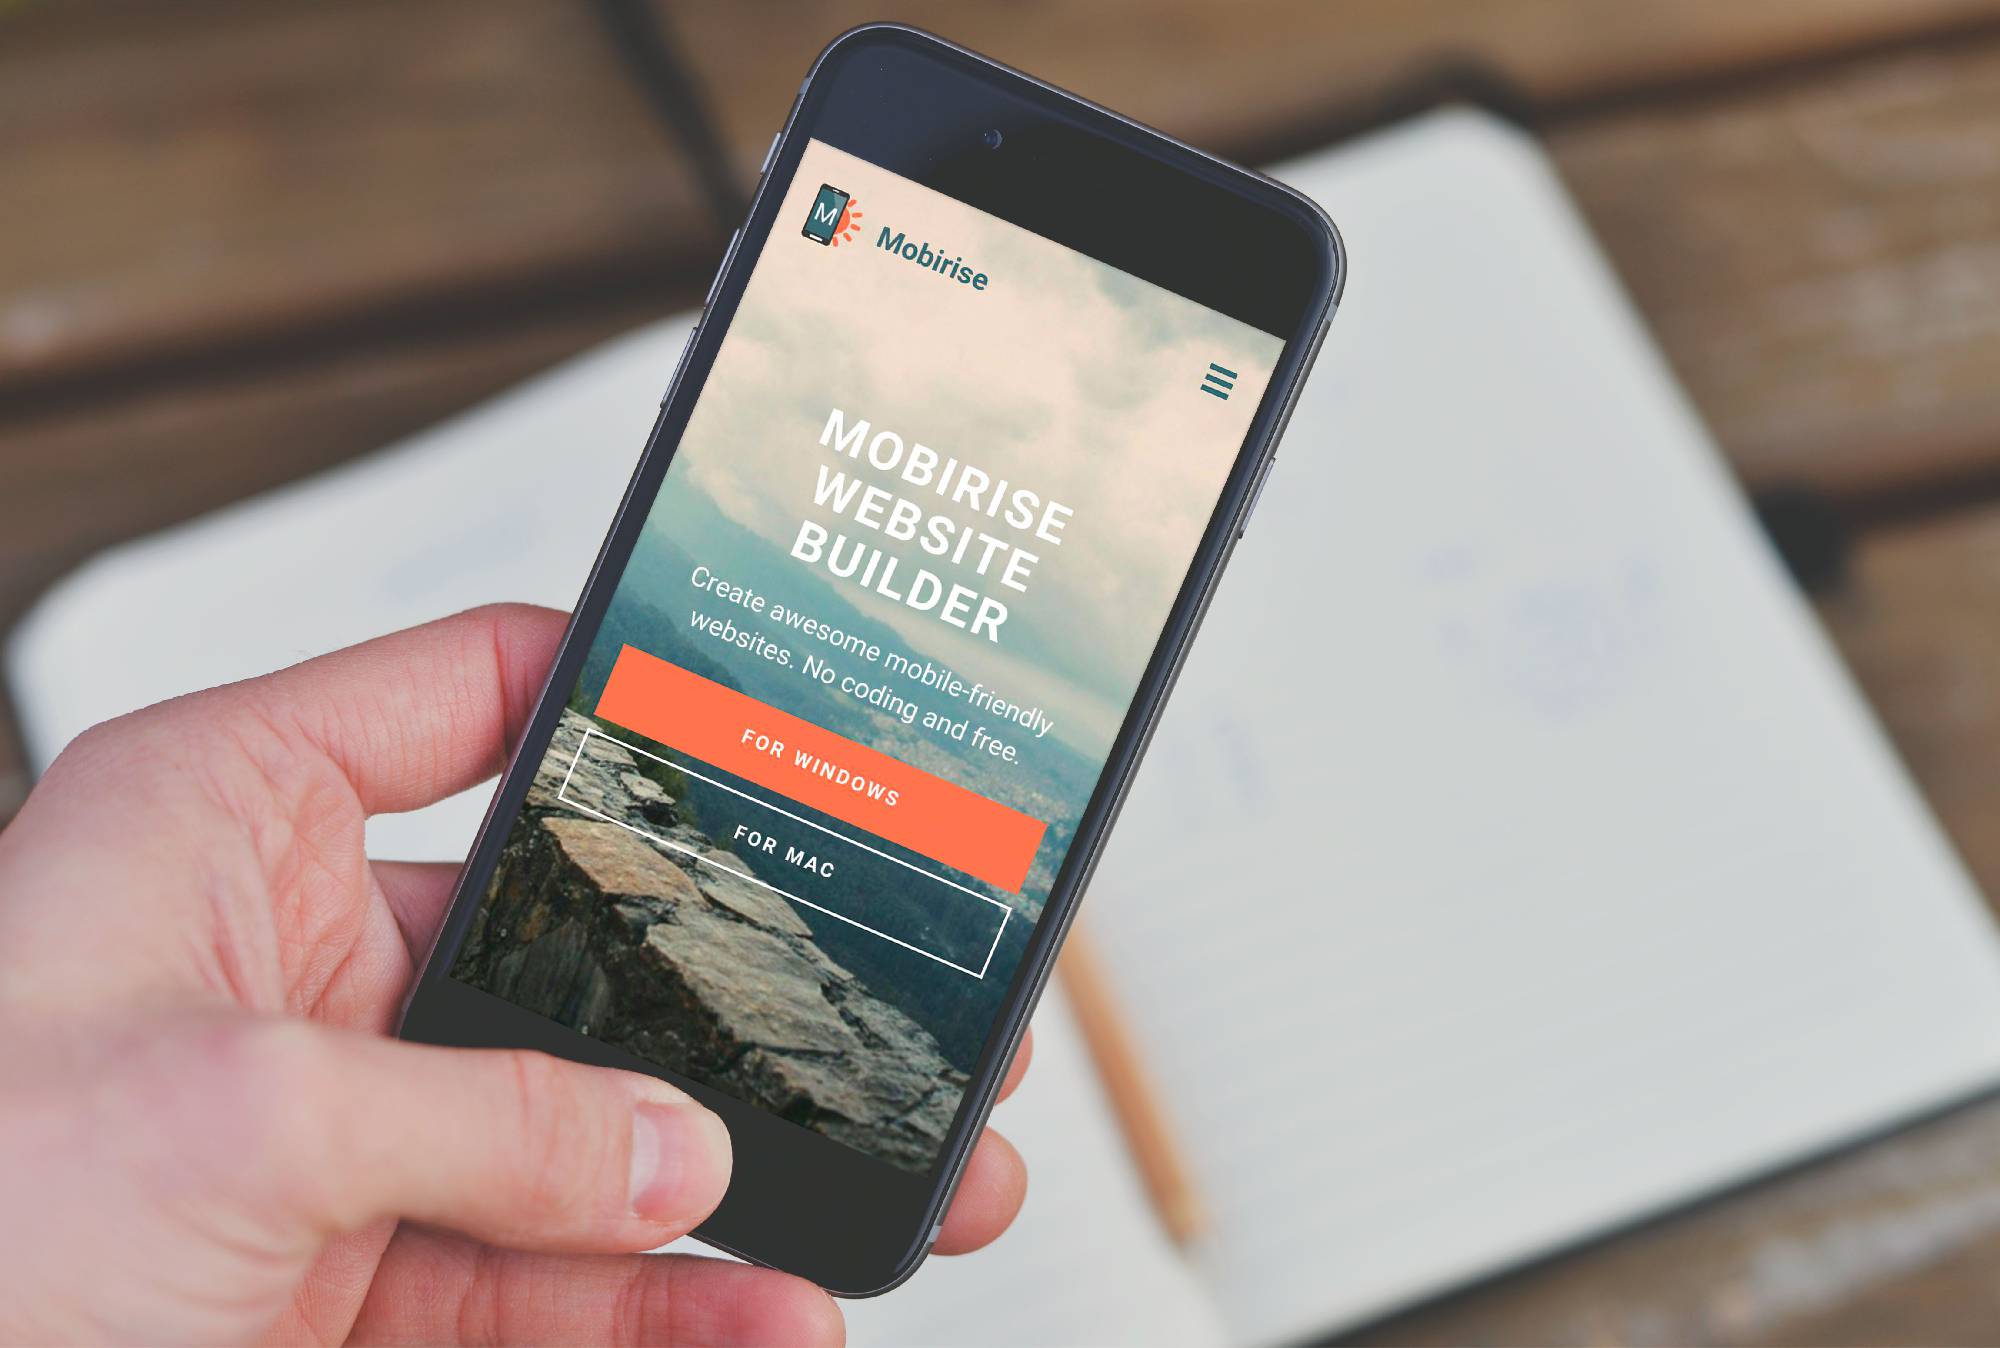 M
Mobirise
MOBIRISE
WEBSITE
BUILDER
Create awesome mobile-friendly
websites. No coding and free.
FOR WINDOWS
FOR MAC